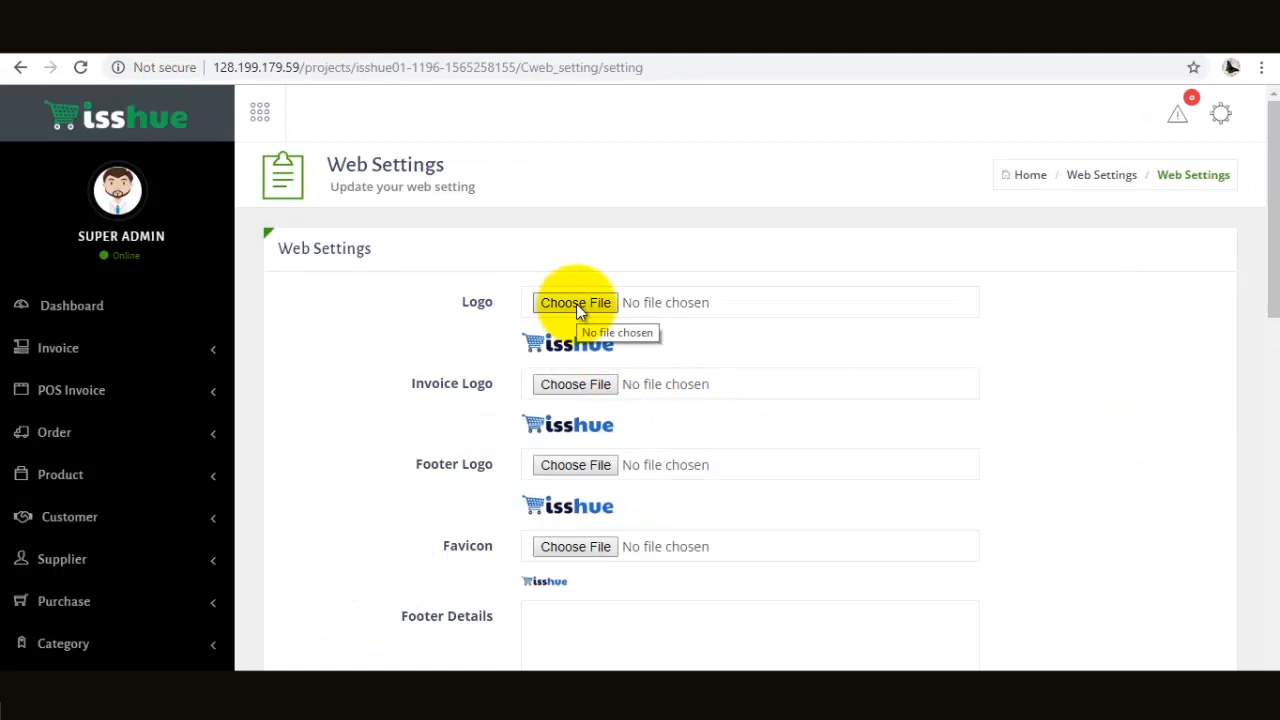 Not secure
128.199.179.59/projects/isshue01-1196-1565258155/Cweb_setting/setting
isshue
0
Web Settings
Update your web setting
Home / Web Settings / Web Settings
SUPER ADMIN
Online
Dashboard
Invoice
POS Invoice
Order
Product
Customer
Supplier
Purchase
Category
Web Settings
Logo Choose File No file chosen
No file chosen
isshue
Invoice Logo Choose File No file chosen
isshue
Footer Logo Choose File No file chosen
isshue
Favicon Choose File No file chosen
isshue
Footer Details